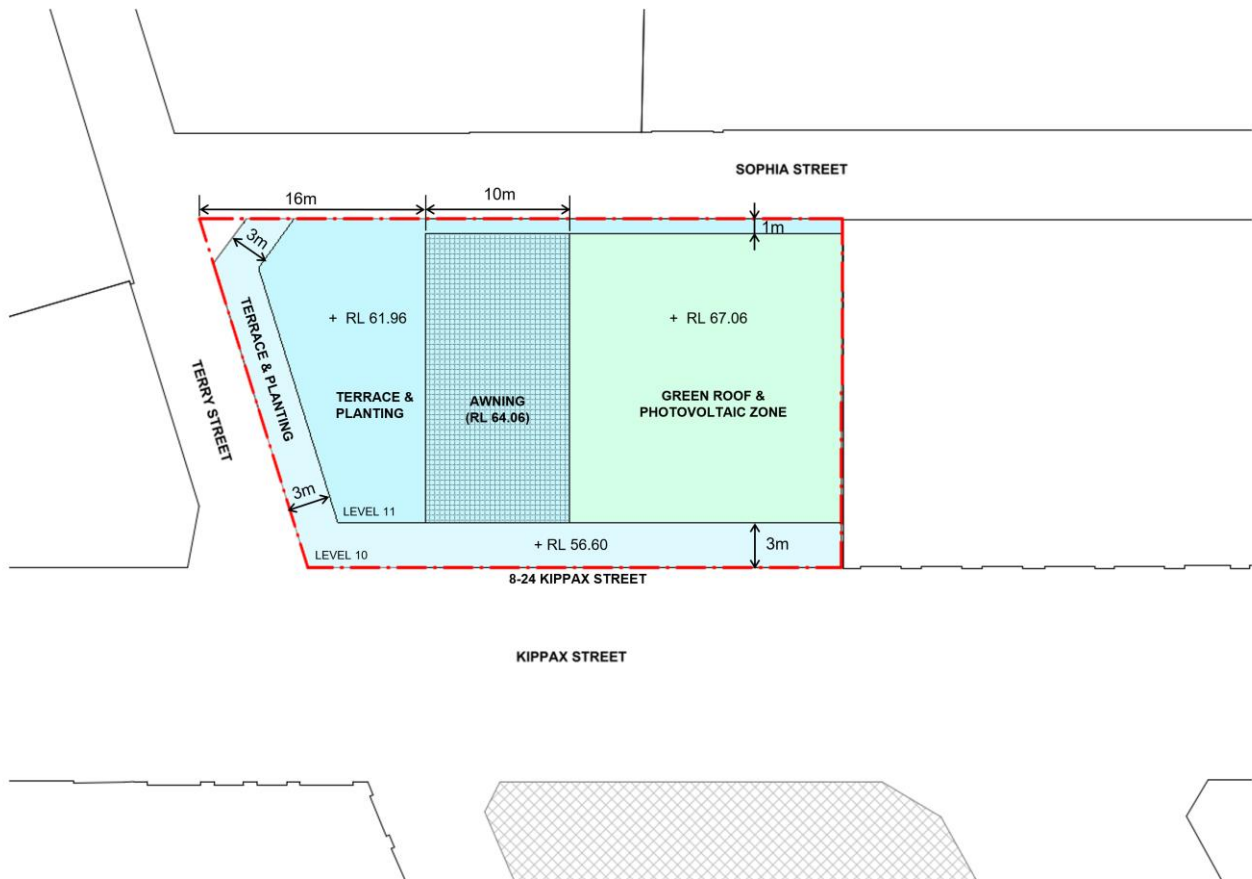 SOPHIA STREET
16m
10m
1m
3m
+ RL 61.96
+ RL 67.06
TERRACE & PLANTING
TERRY STREET
TERRACE &
PLANTING
AWNING
(RL 64.06)
GREEN ROOF &
PHOTOVOLTAIC ZONE
3m
LEVEL 11
LEVEL 10
+ RL 56.60
3m
8-24 KIPPAX STREET
KIPPAX STREET